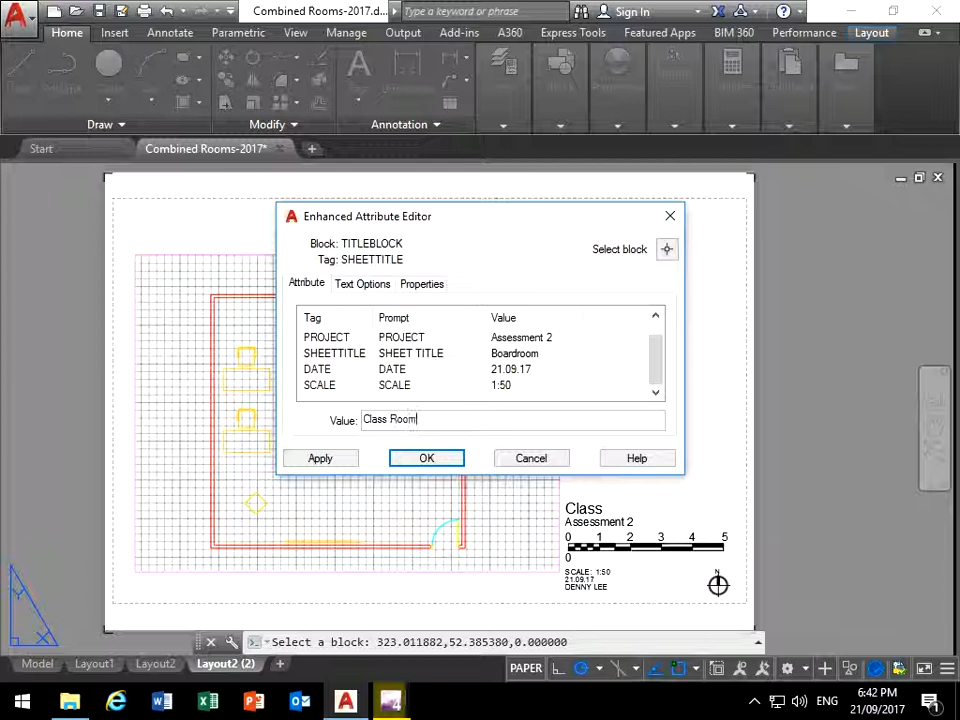 Combined Rooms-2017.d...
Type a keyword or phrase
Sign In
Home Insert Annotate Parametric View Manage Output Add-ins A360 Express Tools Featured Apps BIM 360 Performance Layout
Draw Modify Annotation
Start Combined Rooms-2017*
Enhanced Attribute Editor
Block: TITLEBLOCK
Tag: SHEETTITLE
Select block
Attribute Text Options Properties
Tag Prompt Value
PROJECT PROJECT Assessment 2
SHEETTITLE SHEET TITLE Boardroom
DATE DATE 21.09.17
SCALE SCALE 1:50
Value: Class Room
Apply OK Cancel Help
Class
Assessment 2
0 1 2 3 4 5
0
SCALE: 1:50
21.09.17
DENNY LEE
N
Y
X
Select a block: 323.011882,52.385380,0.000000
Model Layout1 Layout2 Layout2 (2)
PAPER
ENG
6:42 PM
21/09/2017